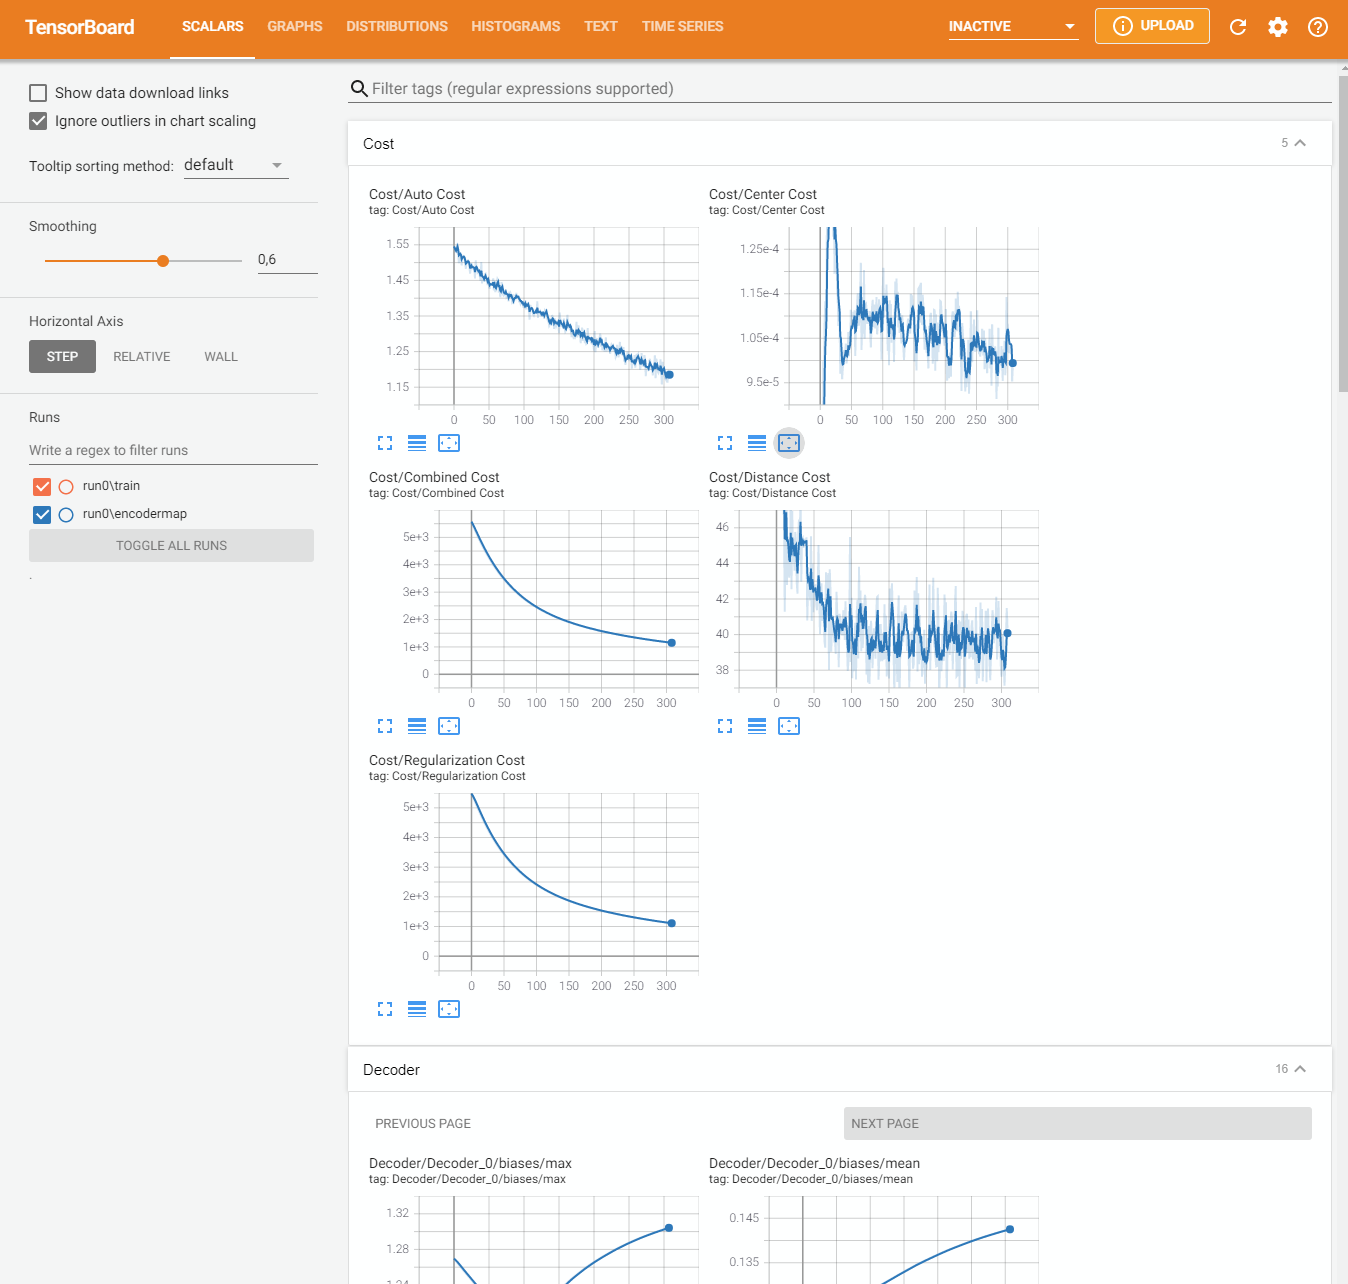 TensorBoard SCALARS GRAPHS DISTRIBUTIONS HISTOGRAMS TEXT TIME SERIES INACTIVE UPLOAD
Show data download links
Ignore outliers in chart scaling
Tooltip sorting method: default
Smoothing
0,6
Horizontal Axis
STEP RELATIVE WALL
Runs
Write a regex to filter runs
run0\train
run0\encodermap
TOGGLE ALL RUNS
.
Filter tags (regular expressions supported)
Cost 5
Cost/Auto Cost
tag: Cost/Auto Cost
1.55
1.45
1.35
1.25
1.15
0 50 100 150 200 250 300
Cost/Center Cost
tag: Cost/Center Cost
1.25e-4
1.15e-4
1.05e-4
9.5e-5
0 50 100 150 200 250 300
Cost/Combined Cost
tag: Cost/Combined Cost
5e+3
4e+3
3e+3
2e+3
1e+3
0
0 50 100 150 200 250 300
Cost/Distance Cost
tag: Cost/Distance Cost
46
44
42
40
38
0 50 100 150 200 250 300
Cost/Regularization Cost
tag: Cost/Regularization Cost
5e+3
4e+3
3e+3
2e+3
1e+3
0
0 50 100 150 200 250 300
Decoder 16
PREVIOUS PAGE NEXT PAGE
Decoder/Decoder_0/biases/max
tag: Decoder/Decoder_0/biases/max
1.32
1.28
1.24
Decoder/Decoder_0/biases/mean
tag: Decoder/Decoder_0/biases/mean
0.145
0.135